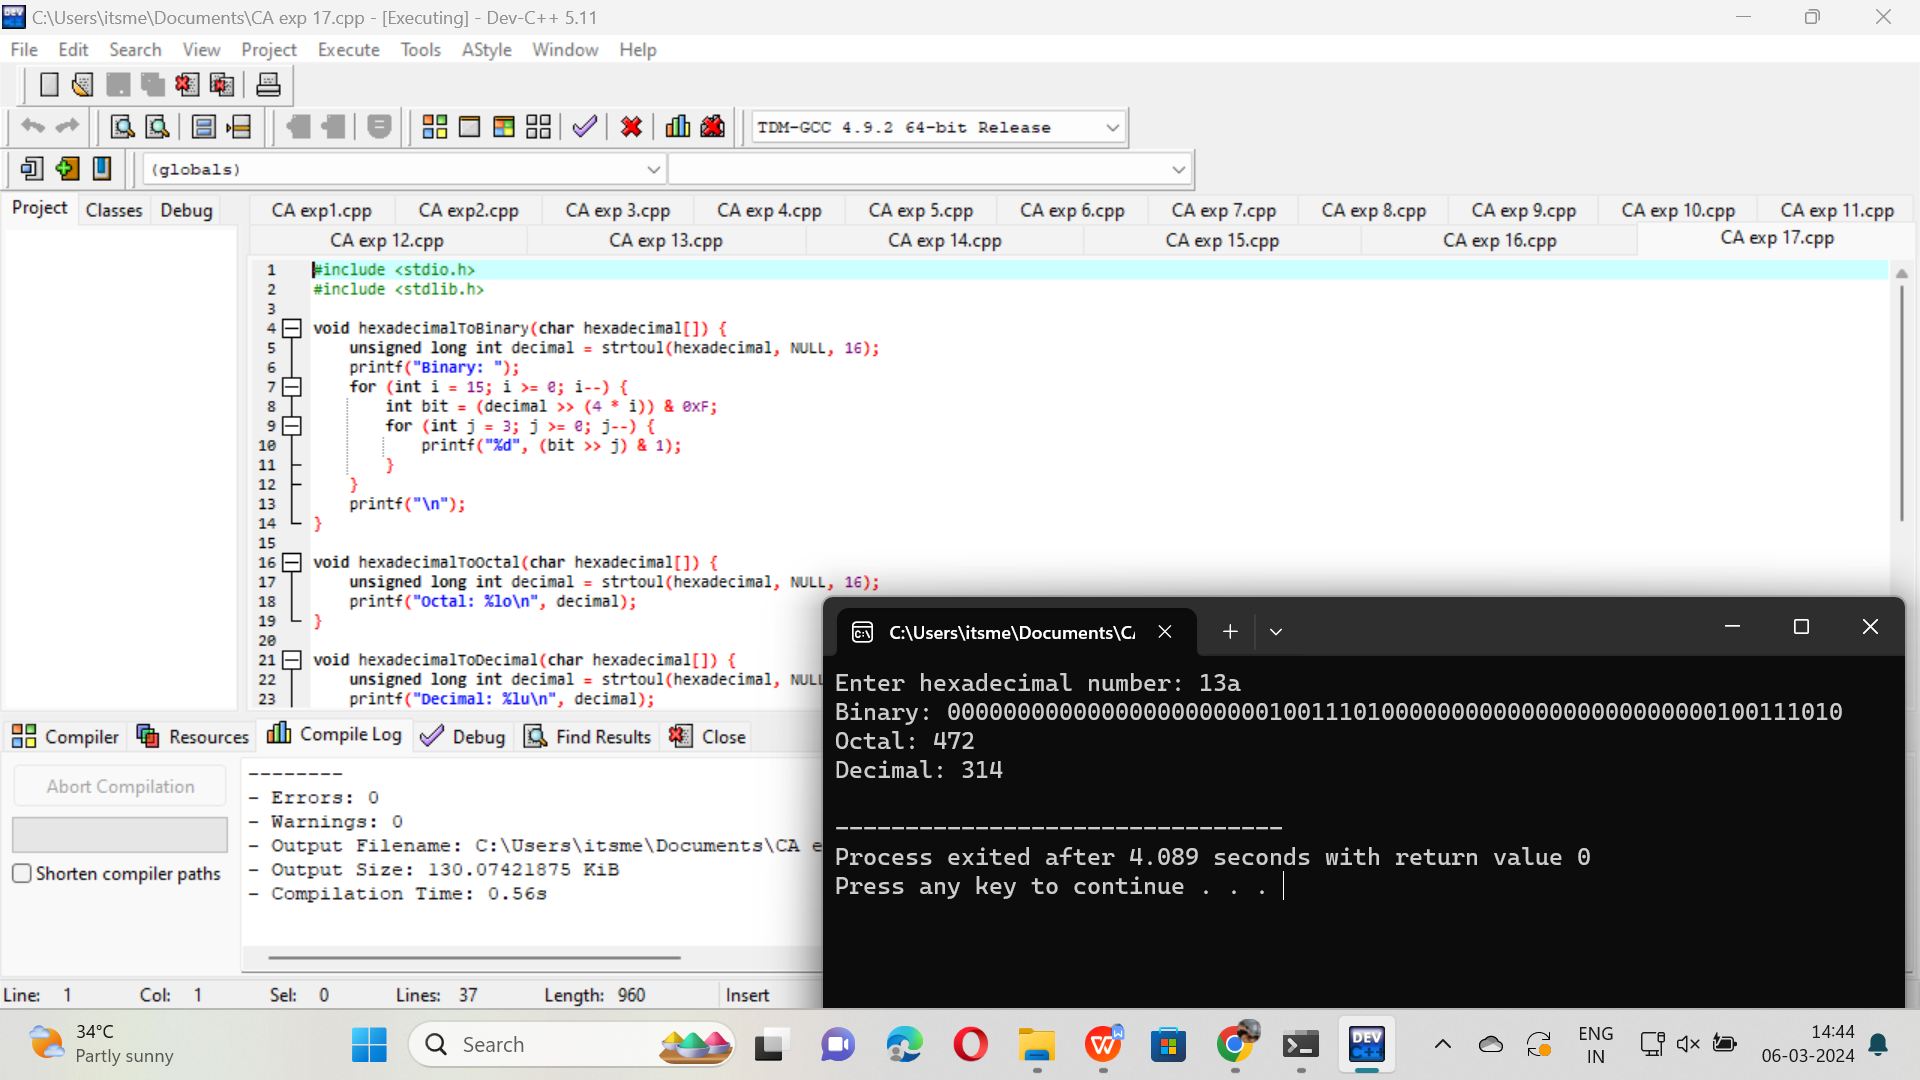 C:\Users\itsme\Documents\CA exp 17.cpp - [Executing] - Dev-C++ 5.11
File Edit Search View Project Execute Tools AStyle Window Help
TDM-GCC 4.9.2 64-bit Release
(globals)
Project Classes Debug
CA exp1.cpp CA exp2.cpp CA exp 3.cpp CA exp 4.cpp CA exp 5.cpp CA exp 6.cpp CA exp 7.cpp CA exp 8.cpp CA exp 9.cpp CA exp 10.cpp CA exp 11.cpp
CA exp 12.cpp CA exp 13.cpp CA exp 14.cpp CA exp 15.cpp CA exp 16.cpp CA exp 17.cpp
1 #include <stdio.h>
2 #include <stdlib.h>
3
4 void hexadecimalToBinary(char hexadecimal[]) {
5 unsigned long int decimal = strtoul(hexadecimal, NULL, 16);
6 printf("Binary: ");
7 for (int i = 15; i >= 0; i--) {
8 int bit = (decimal >> (4 * i)) & 0xF;
9 for (int j = 3; j >= 0; j--) {
10 printf("%d", (bit >> j) & 1);
11 }
12 }
13 printf("\n");
14 }
15
16 void hexadecimalToOctal(char hexadecimal[]) {
17 unsigned long int decimal = strtoul(hexadecimal, NULL, 16);
18 printf("Octal: %lo\n", decimal);
19 }
20
21 void hexadecimalToDecimal(char hexadecimal[]) {
22 unsigned long int decimal = strtoul(hexadecimal, NULL
23 printf("Decimal: %lu\n", decimal);
C:\Users\itsme\Documents\CA
Enter hexadecimal number: 13a
Binary: 0000000000000000000000010011101000000000000000000000000100111010
Octal: 472
Decimal: 314
--------------------------------
Process exited after 4.089 seconds with return value 0
Press any key to continue . . .
Compiler Resources Compile Log Debug Find Results Close
Abort Compilation
Shorten compiler paths
--------
- Errors: 0
- Warnings: 0
- Output Filename: C:\Users\itsme\Documents\CA e
- Output Size: 130.07421875 KiB
- Compilation Time: 0.56s
Line: 1 Col: 1 Sel: 0 Lines: 37 Length: 960 Insert
34°C
Partly sunny
Search
DEV
C++
ENG
IN
14:44
06-03-2024